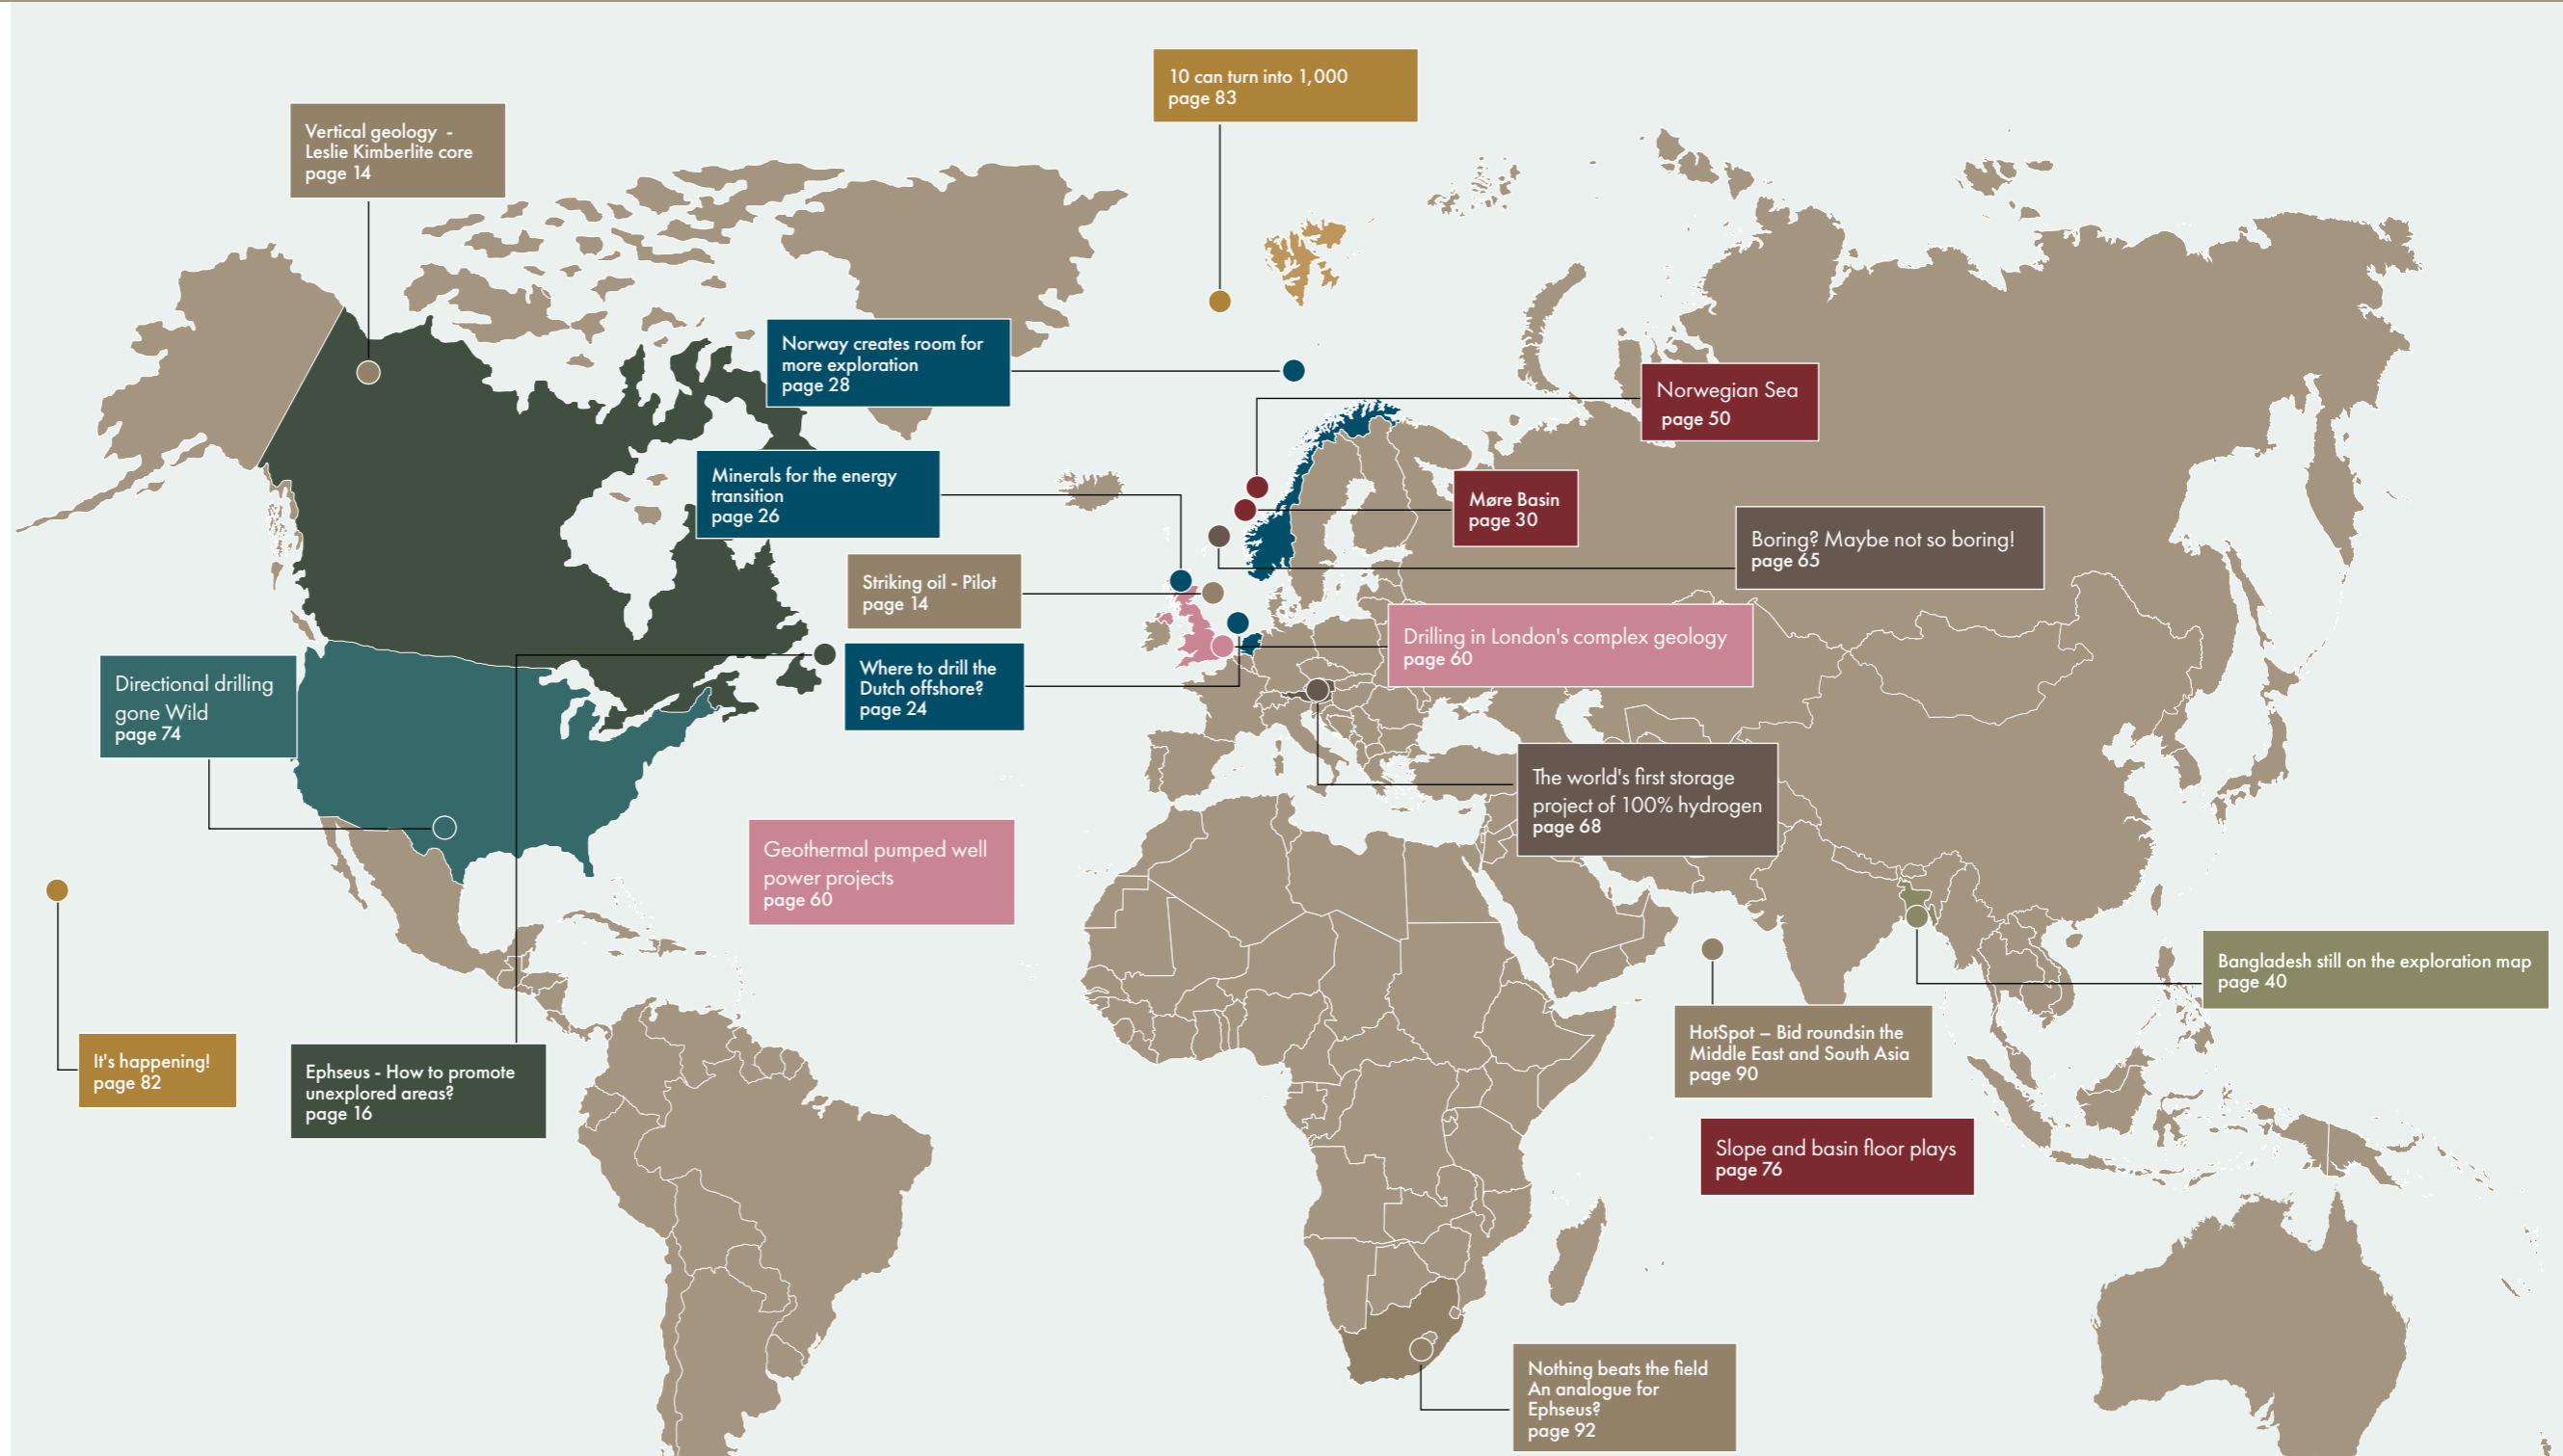 10 can turn into 1,000
page 83
Vertical geology -
Leslie Kimberlite core
page 14
Norway creates room for
more exploration
page 28
Norwegian Sea
page 50
Minerals for the energy
transition
page 26
Møre Basin
page 30
Boring? Maybe not so boring!
page 65
Striking oil - Pilot
page 14
Drilling in London's complex geology
page 60
Where to drill the
Dutch offshore?
page 24
Directional drilling
gone Wild
page 74
The world's first storage
project of 100% hydrogen
page 68
Geothermal pumped well
power projects
page 60
Bangladesh still on the exploration map
page 40
It's happening!
page 82
Ephseus - How to promote
unexplored areas?
page 16
HotSpot – Bid roundsin the
Middle East and South Asia
page 90
Slope and basin floor plays
page 76
Nothing beats the field
An analogue for
Ephseus?
page 92